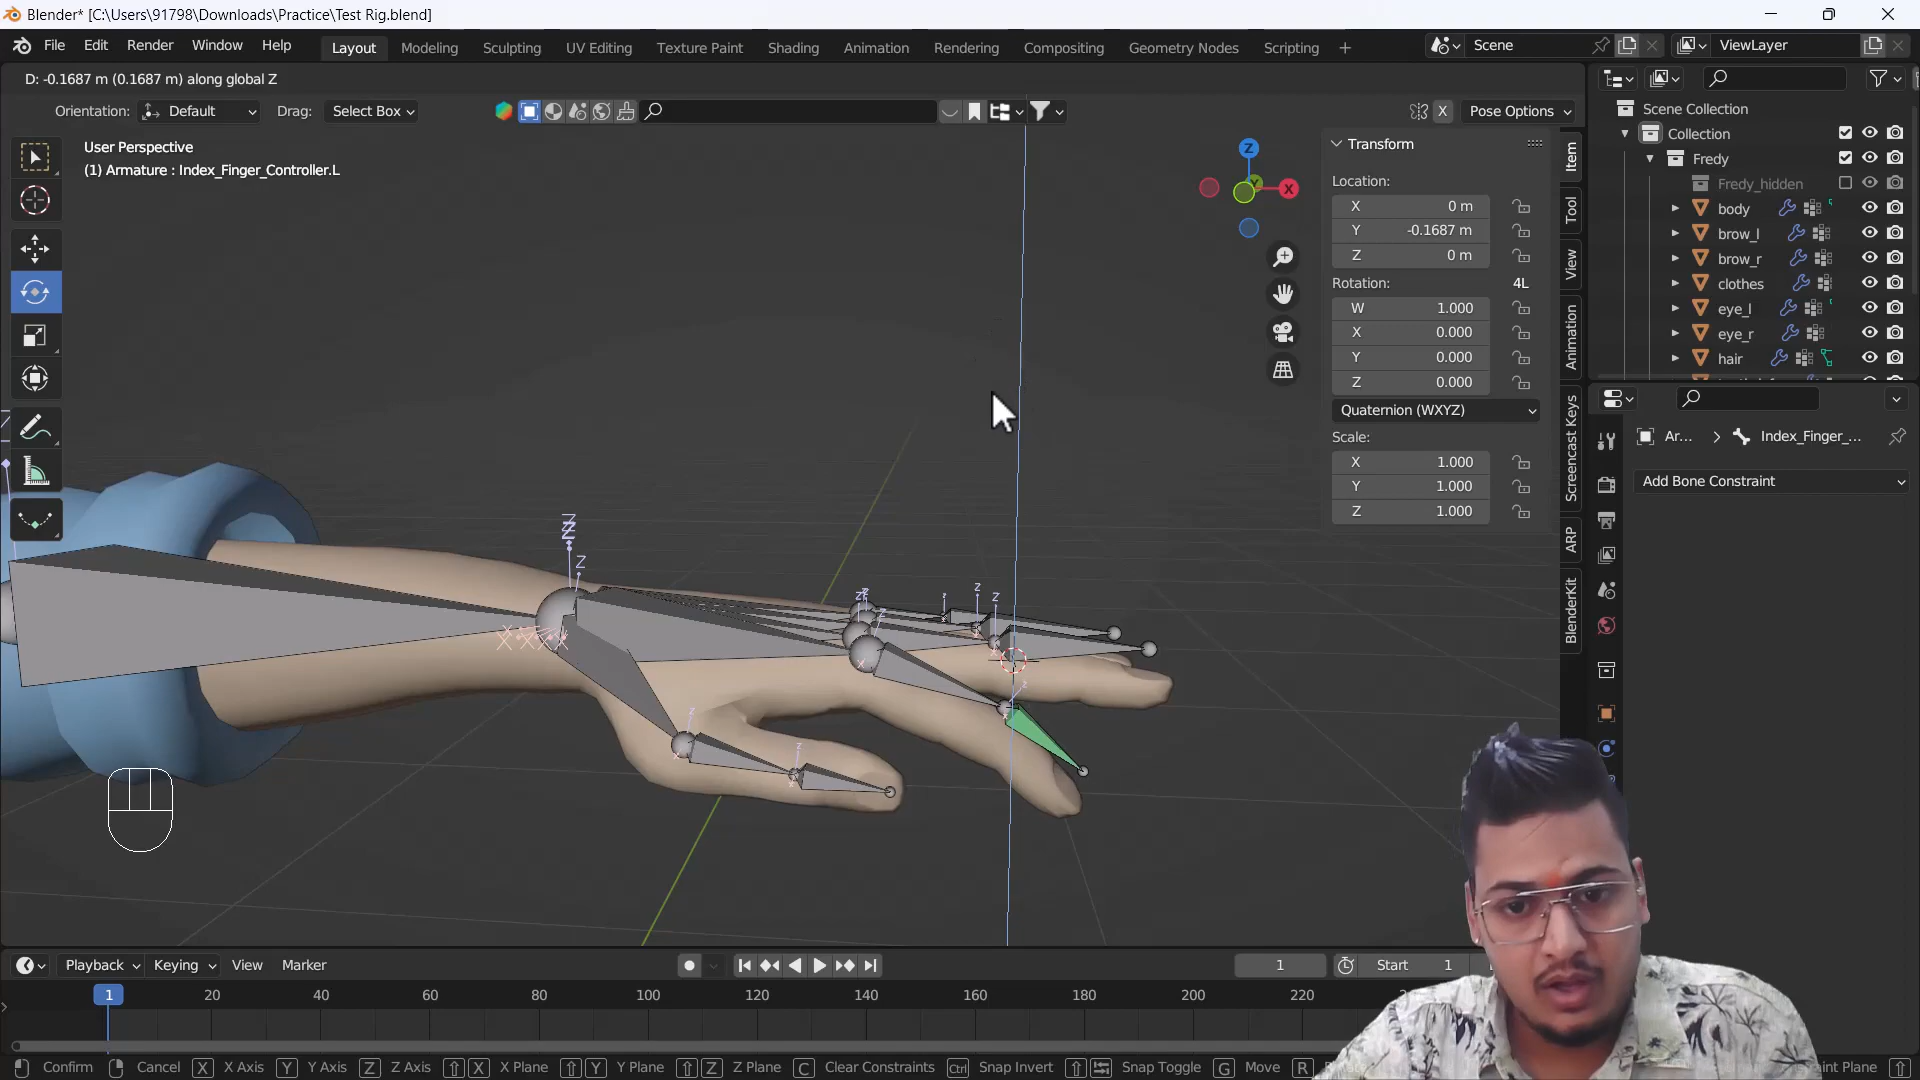 Blender* [C:\Users\91798\Downloads\Practice\Test Rig.blend]
File Edit Render Window Help Layout Modeling Sculpting UV Editing Texture Paint Shading Animation Rendering Compositing Geometry Nodes Scripting + Scene ViewLayer
D: -0.1687 m (0.1687 m) along global Z
Orientation: Default Drag: Select Box X Pose Options
User Perspective
(1) Armature : Index_Finger_Controller.L
Z
X
Y
Transform
Location:
X 0 m
Y -0.1687 m
Z 0 m
Rotation: 4L
W 1.000
X 0.000
Y 0.000
Z 0.000
Quaternion (WXYZ)
Scale:
X 1.000
Y 1.000
Z 1.000
Item
Tool
View
Animation
Screencast Keys
ARP
BlenderKit
Scene Collection
Collection
Fredy
Fredy_hidden
body
brow_l
brow_r
clothes
eye_l
eye_r
hair
Ar... > Index_Finger_...
Add Bone Constraint
Playback Keying View Marker 1 Start 1
1 20 40 60 80 100 120 140 160 180 200 220
Confirm Cancel X X Axis Y Y Axis Z Z Axis X X Plane Y Y Plane Z Z Plane C Clear Constraints Ctrl Snap Invert Snap Toggle G Move R